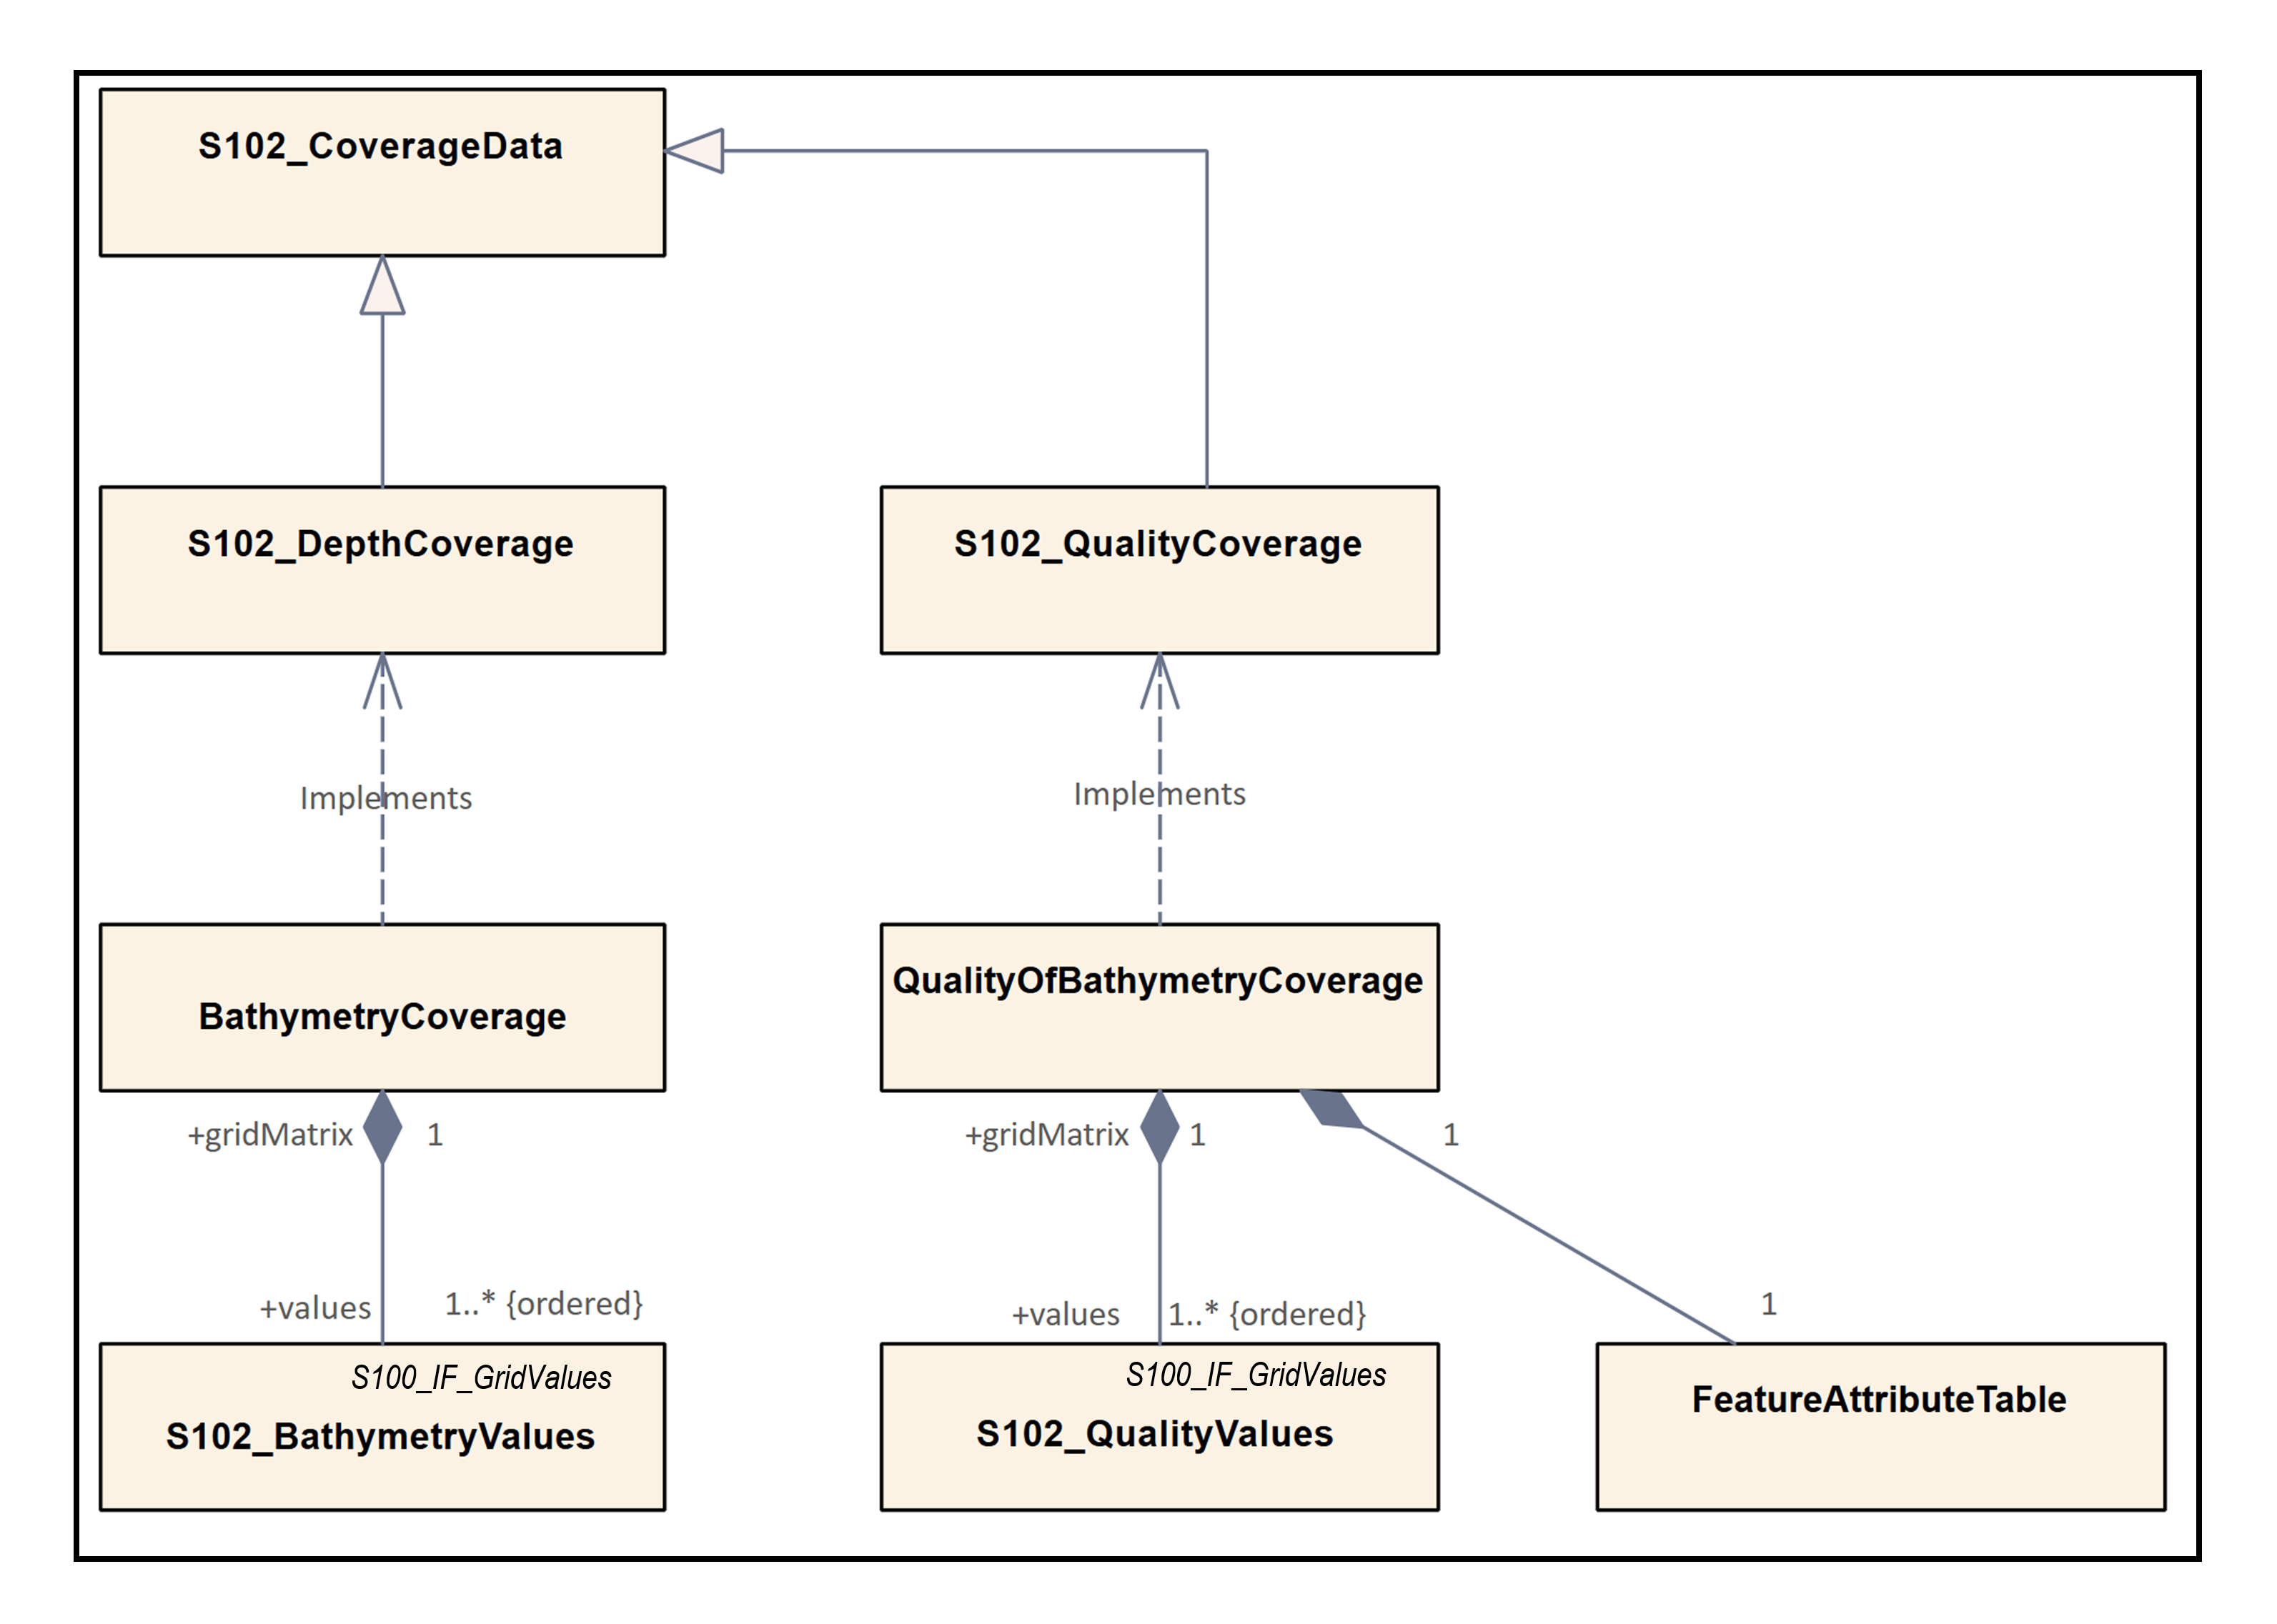 S102_CoverageData
S102_DepthCoverage
S102_QualityCoverage
Implements
Implements
BathymetryCoverage
QualityOfBathymetryCoverage
+gridMatrix 1
+gridMatrix 1
1
+values 1..* {ordered}
+values 1..* {ordered}
1
S100_IF_GridValues
S102_BathymetryValues
S100_IF_GridValues
S102_QualityValues
FeatureAttributeTable